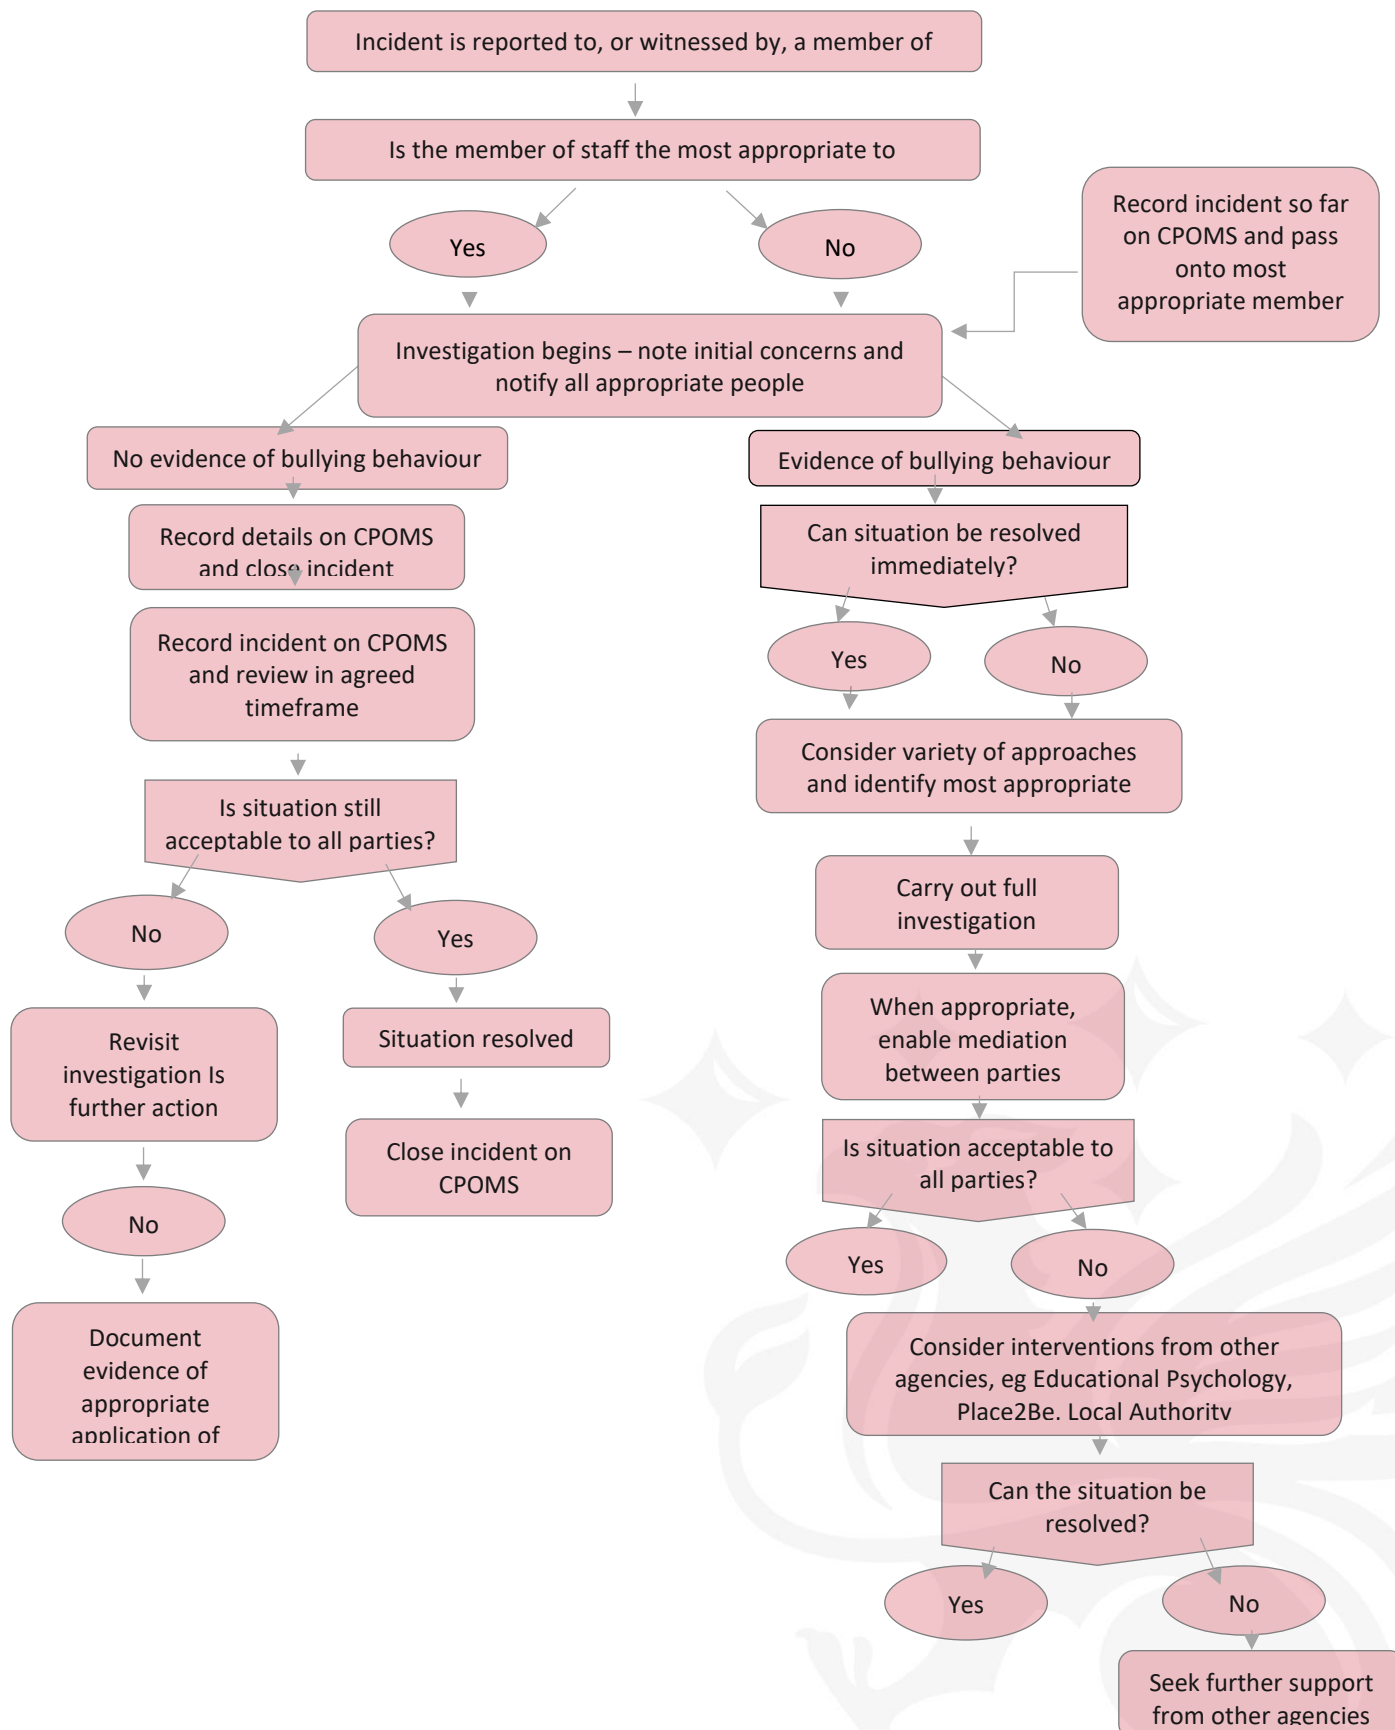 Incident is reported to, or witnessed by, a member of
Is the member of staff the most appropriate to
Yes
No
Record incident so far
on CPOMS and pass
onto most
appropriate member
Investigation begins – note initial concerns and
notify all appropriate people
No evidence of bullying behaviour
Evidence of bullying behaviour
Record details on CPOMS
and close incident
Can situation be resolved
immediately?
Record incident on CPOMS
and review in agreed
timeframe
Yes
No
Consider variety of approaches
and identify most appropriate
Is situation still
acceptable to all parties?
No
Yes
Carry out full
investigation
Revisit
investigation Is
further action
Situation resolved
When appropriate,
enable mediation
between parties
No
Close incident on
CPOMS
Is situation acceptable to
all parties?
Yes
No
Document
evidence of
appropriate
application of
Consider interventions from other
agencies, eg Educational Psychology,
Place2Be. Local Authority
Can the situation be
resolved?
Yes
No
Seek further support
from other agencies